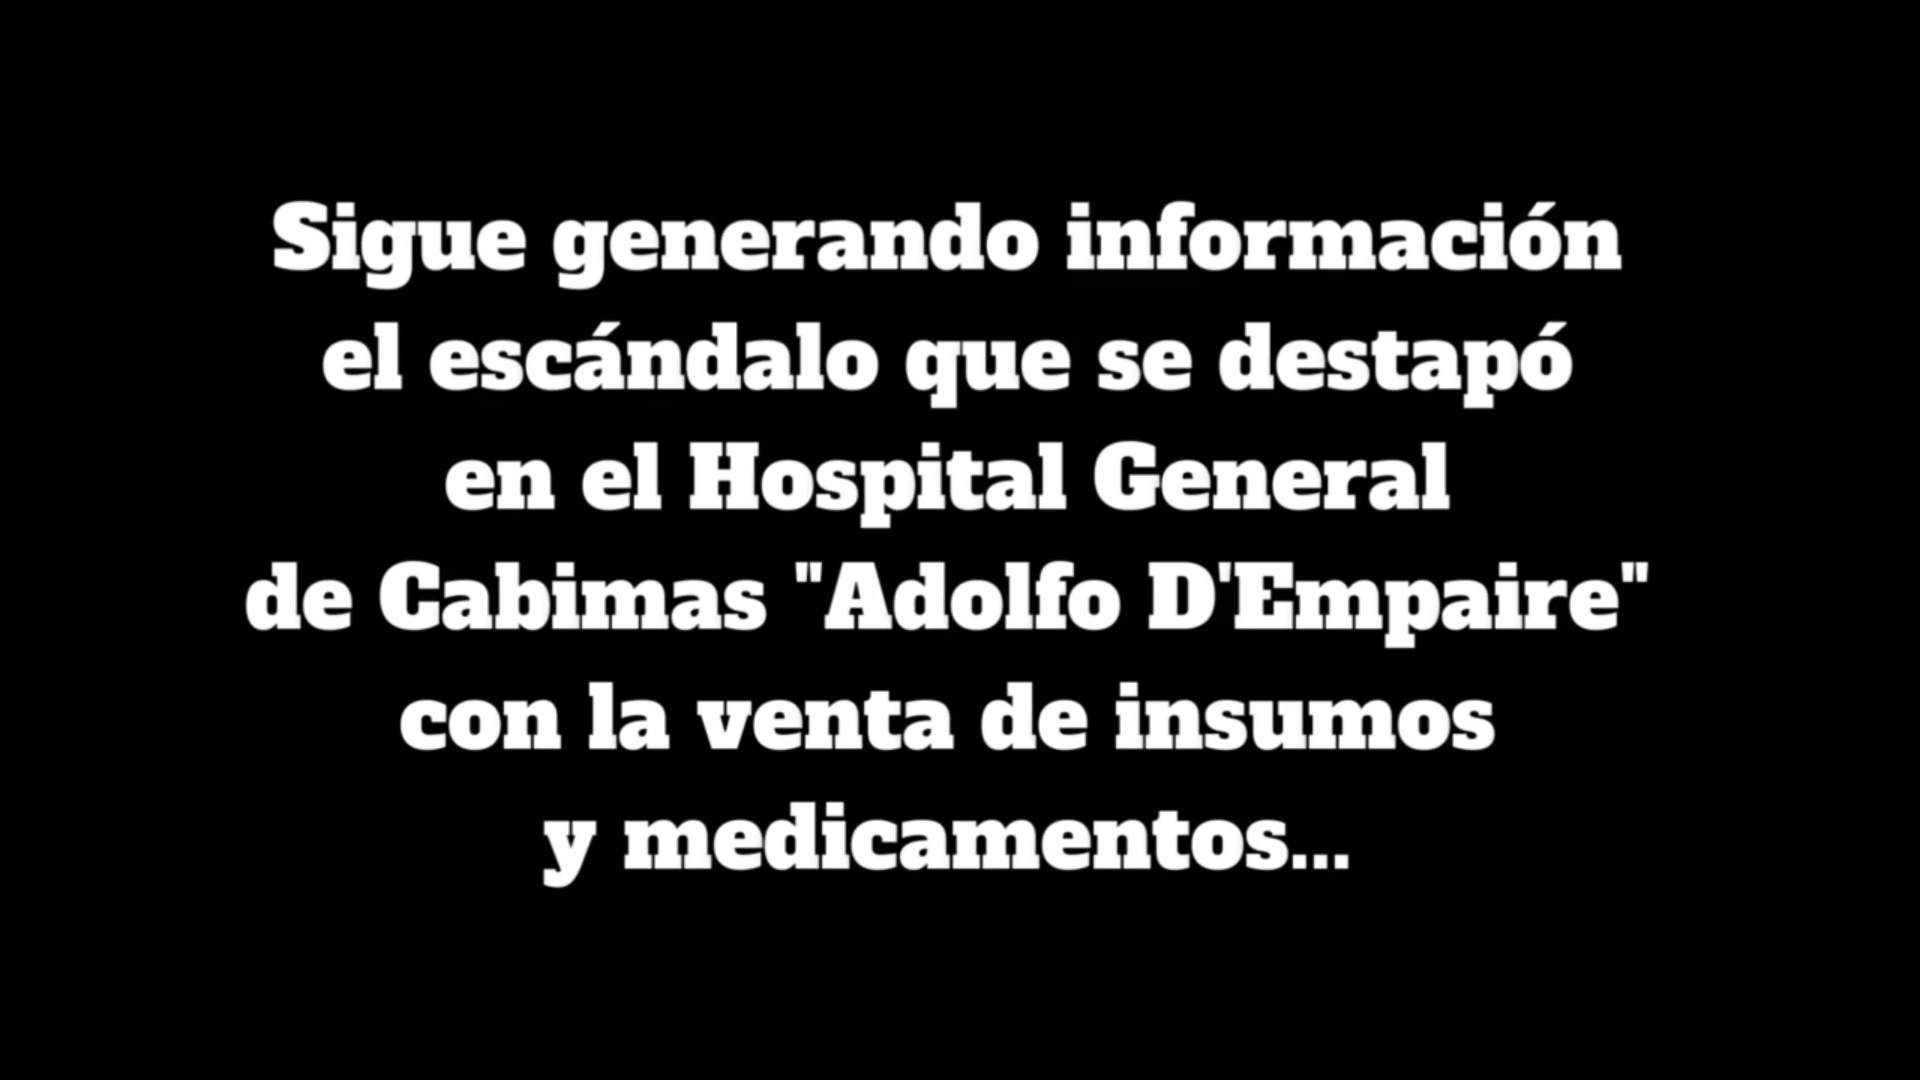 Sigue generando información
el escándalo que se destapó
en el Hospital General
de Cabimas "Adolfo D'Empaire"
con la venta de insumos
y medicamentos...